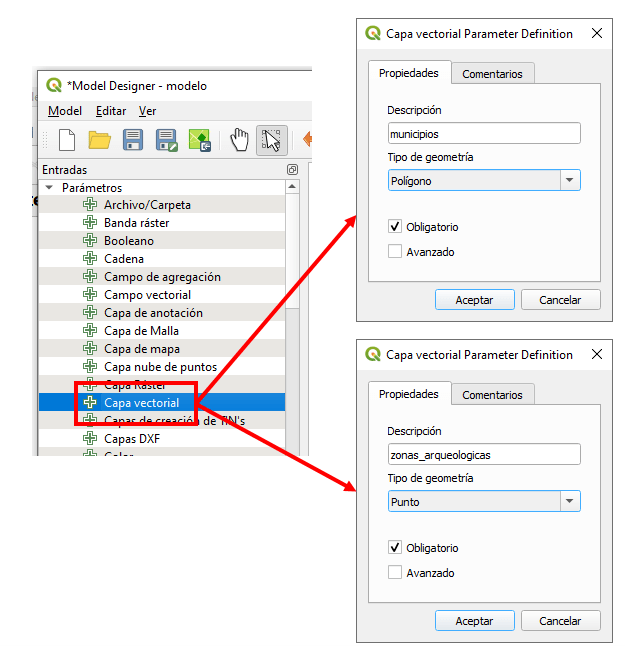 *Model Designer - modelo
Model Editar Ver
Entradas
Parámetros
Archivo/Carpeta
Banda ráster
Booleano
Cadena
Campo de agregación
Campo vectorial
Capa de anotación
Capa de Malla
Capa de mapa
Capa nube de puntos
Capa Ráster
Capa vectorial
Capas de creación de TIN's
Capas DXF
Color
Capa vectorial Parameter Definition
Propiedades Comentarios
Descripción
municipios
Tipo de geometría
Polígono
Obligatorio
Avanzado
Aceptar Cancelar
Capa vectorial Parameter Definition
Propiedades Comentarios
Descripción
zonas_arqueologicas
Tipo de geometría
Punto
Obligatorio
Avanzado
Aceptar Cancelar